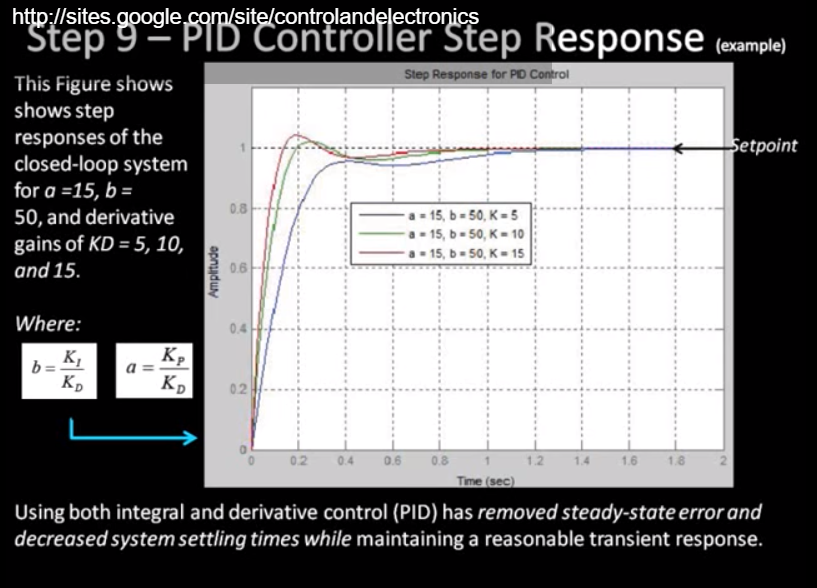 http://sites.google.com/site/controlandelectronics
Step 9 – PID Controller Step Response (example)
This Figure shows
shows step
responses of the
closed-loop system
for a =15, b =
50, and derivative
gains of KD = 5, 10,
and 15.
Where:
b = K_I / K_D
a = K_P / K_D
Step Response for PID Control
Setpoint
a = 15, b = 50, K = 5
a = 15, b = 50, K = 10
a = 15, b = 50, K = 15
Amplitude
1
0.8
0.6
0.4
0.2
0
0 0.2 0.4 0.6 0.8 1 1.2 1.4 1.6 1.8 2
Time (sec)
Using both integral and derivative control (PID) has removed steady-state error and
decreased system settling times while maintaining a reasonable transient response.